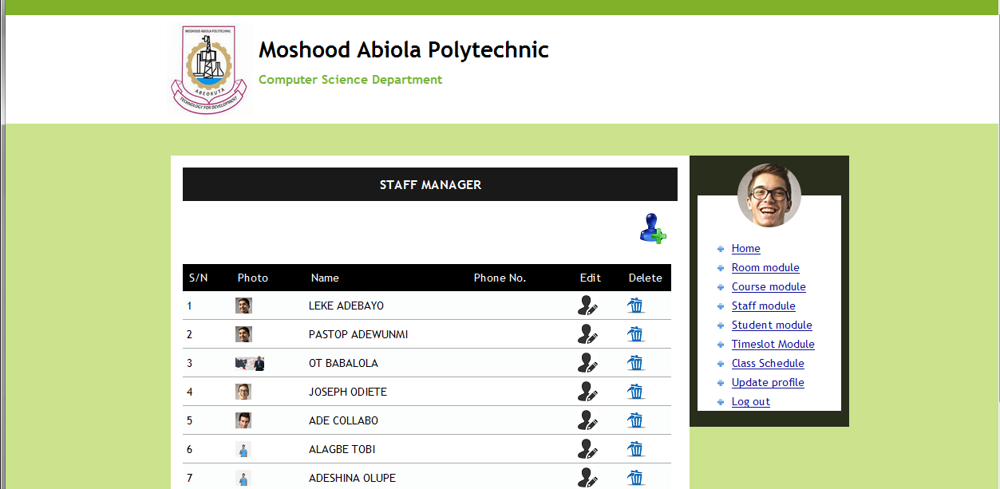 MOSHOOD ABIOLA POLYTECHNIC
ABEOKUTA
TECHNOLOGY FOR DEVELOPMENT
Moshood Abiola Polytechnic
Computer Science Department
STAFF MANAGER
S/N Photo Name Phone No. Edit Delete
1 LEKE ADEBAYO
2 PASTOP ADEWUNMI
3 OT BABALOLA
4 JOSEPH ODIETE
5 ADE COLLABO
6 ALAGBE TOBI
7 ADESHINA OLUPE
Home
Room module
Course module
Staff module
Student module
Timeslot Module
Class Schedule
Update profile
Log out